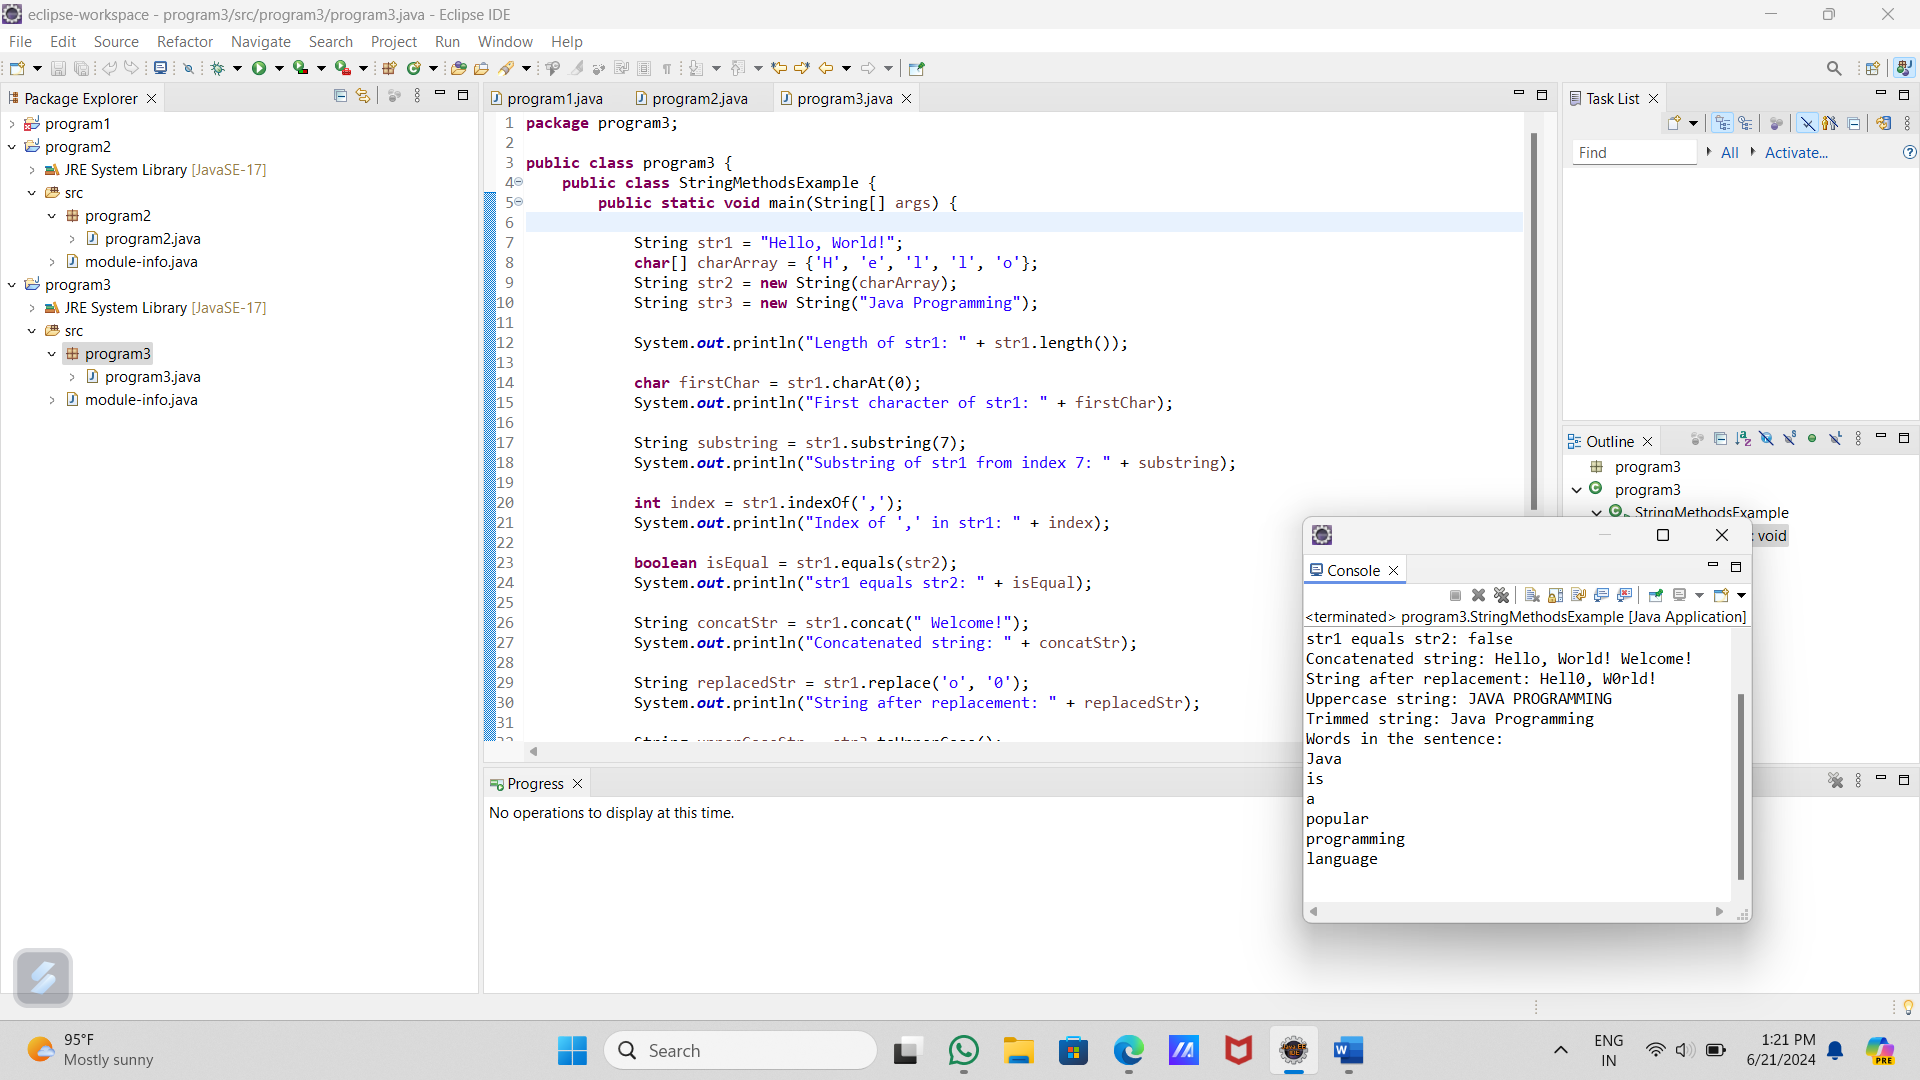 eclipse-workspace - program3/src/program3/program3.java - Eclipse IDE
File Edit Source Refactor Navigate Search Project Run Window Help
Package Explorer
program1
program2
JRE System Library [JavaSE-17]
src
program2
program2.java
module-info.java
program3
JRE System Library [JavaSE-17]
src
program3
program3.java
module-info.java
program1.java program2.java program3.java
1 package program3;
2
3 public class program3 {
4 public class StringMethodsExample {
5 public static void main(String[] args) {
6
7 String str1 = "Hello, World!";
8 char[] charArray = {'H', 'e', 'l', 'l', 'o'};
9 String str2 = new String(charArray);
10 String str3 = new String("Java Programming");
11
12 System.out.println("Length of str1: " + str1.length());
13
14 char firstChar = str1.charAt(0);
15 System.out.println("First character of str1: " + firstChar);
16
17 String substring = str1.substring(7);
18 System.out.println("Substring of str1 from index 7: " + substring);
19
20 int index = str1.indexOf(',');
21 System.out.println("Index of ',' in str1: " + index);
22
23 boolean isEqual = str1.equals(str2);
24 System.out.println("str1 equals str2: " + isEqual);
25
26 String concatStr = str1.concat(" Welcome!");
27 System.out.println("Concatenated string: " + concatStr);
28
29 String replacedStr = str1.replace('o', '0');
30 System.out.println("String after replacement: " + replacedStr);
31
Progress
No operations to display at this time.
Task List
Find All Activate...
Outline
program3
program3
StringMethodsExample
: void
Console
<terminated> program3.StringMethodsExample [Java Application]
str1 equals str2: false
Concatenated string: Hello, World! Welcome!
String after replacement: Hell0, W0rld!
Uppercase string: JAVA PROGRAMMING
Trimmed string: Java Programming
Words in the sentence:
Java
is
a
popular
programming
language
95°F
Mostly sunny
Search
ENG
IN
1:21 PM
6/21/2024
PRE